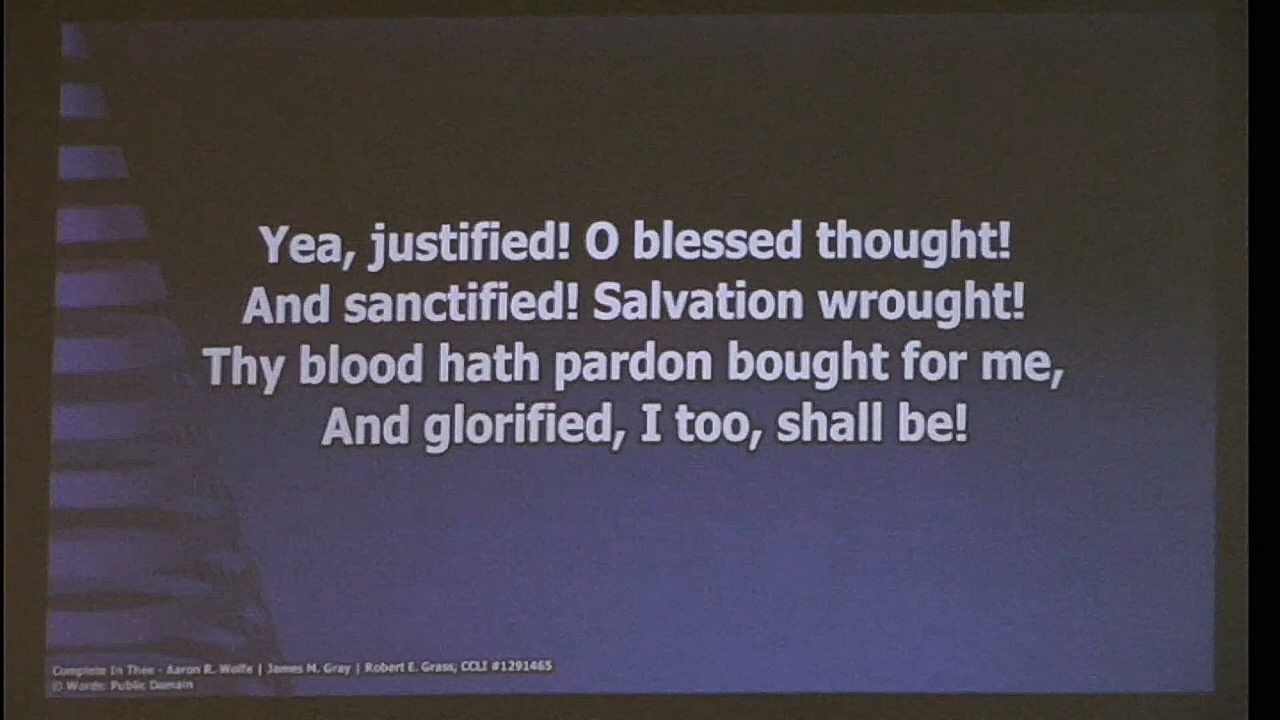 Yea, justified! O blessed thought!
And sanctified! Salvation wrought!
Thy blood hath pardon bought for me,
And glorified, I too, shall be!
Complete In Thee - Aaron R. Wolfe | James M. Gray | Robert E. Grass; CCLI #1291465
© Words: Public Domain